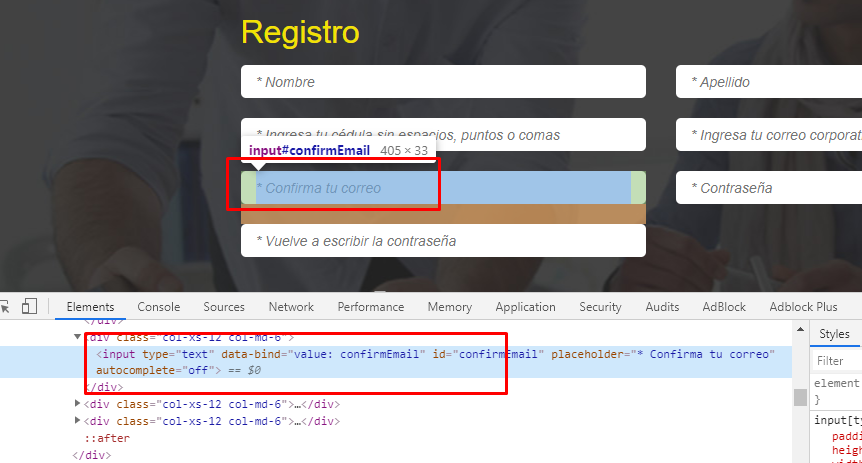 Registro
* Nombre
* Apellido
* Ingresa tu cédula sin espacios, puntos o comas
* Ingresa tu correo corporat
input#confirmEmail 405 × 33
* Confirma tu correo
* Contraseña
* Vuelve a escribir la contraseña
Elements Console Sources Network Performance Memory Application Security Audits AdBlock Adblock Plus
</div>
<div class="col-xs-12 col-md-6">
<input type="text" data-bind="value: confirmEmail" id="confirmEmail" placeholder="* Confirma tu correo"
autocomplete="off"> == $0
</div>
<div class="col-xs-12 col-md-6">…</div>
<div class="col-xs-12 col-md-6">…</div>
::after
</div>
Styles
Filter
element
}
input[ty
paddi
heigh
width